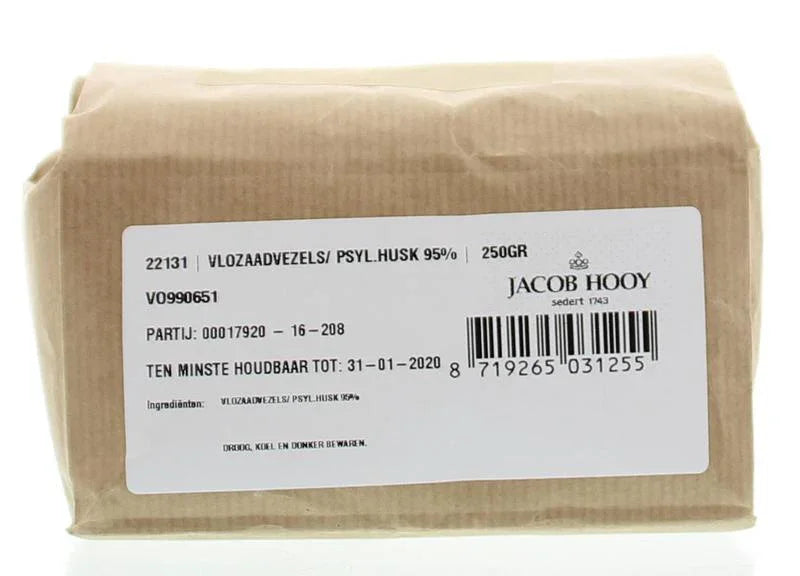 22131 | VLOZAADVEZELS/ PSYL.HUSK 95% | 250GR
JACOB HOOY
sedert 1743
VO990651
PARTIJ: 00017920 - 16-208
TEN MINSTE HOUDBAAR TOT: 31-01-2020
8 719265 031255
Ingrediënten: VLOZAADVEZELS/ PSYL.HUSK 95%
DROOG, KOEL EN DONKER BEWAREN.